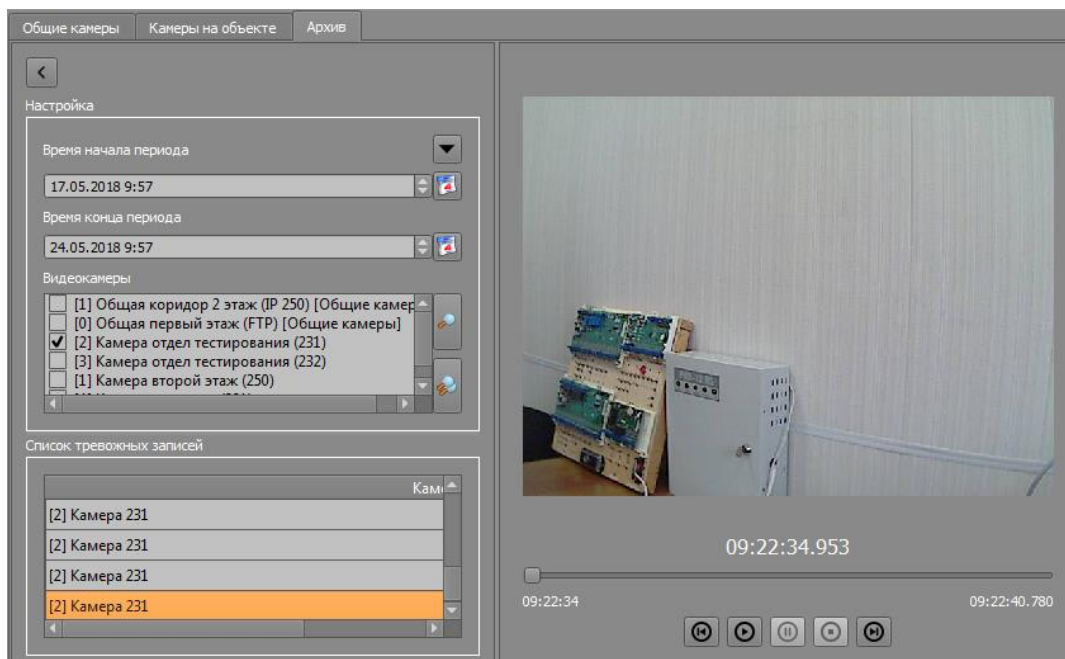 Общие камеры
Камеры на объекте
Архив
Настройка
Время начала периода
17.05.2018 9:57
Время конца периода
24.05.2018 9:57
Видеокамеры
[1] Общая коридор 2 этаж (IP 250) [Общие камер
[0] Общая первый этаж (FTP) [Общие камеры]
[2] Камера отдел тестирования (231)
[3] Камера отдел тестирования (232)
[1] Камера второй этаж (250)
Список тревожных записей
Каме
[2] Камера 231
[2] Камера 231
[2] Камера 231
[2] Камера 231
09:22:34.953
09:22:34
09:22:40.780